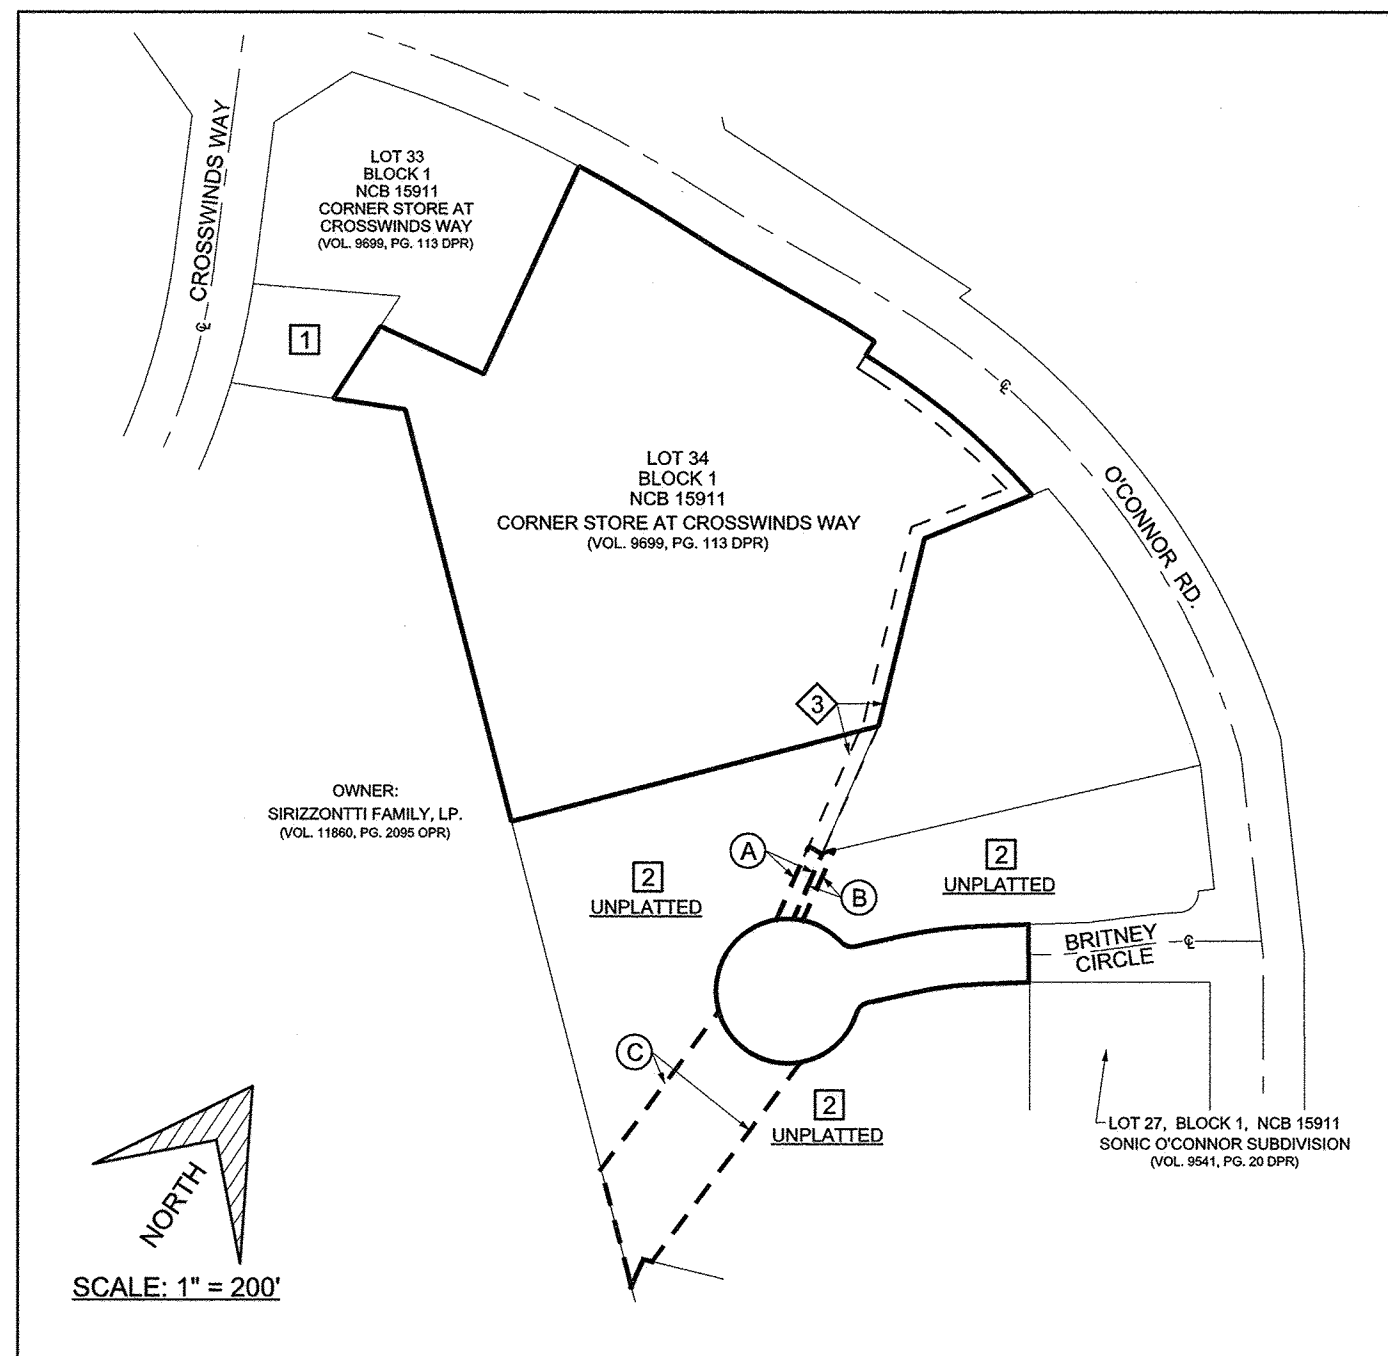 CROSSWINDS WAY
℄
LOT 33
BLOCK 1
NCB 15911
CORNER STORE AT
CROSSWINDS WAY
(VOL. 9699, PG. 113 DPR)
1
℄
O'CONNOR RD.
LOT 34
BLOCK 1
NCB 15911
CORNER STORE AT CROSSWINDS WAY
(VOL. 9699, PG. 113 DPR)
3
OWNER:
SIRIZZONTTI FAMILY, LP.
(VOL. 11860, PG. 2095 OPR)
A
B
2
UNPLATTED
2
UNPLATTED
BRITNEY
CIRCLE
℄
C
2
UNPLATTED
LOT 27, BLOCK 1, NCB 15911
SONIC O'CONNOR SUBDIVISION
(VOL. 9541, PG. 20 DPR)
NORTH
SCALE: 1" = 200'